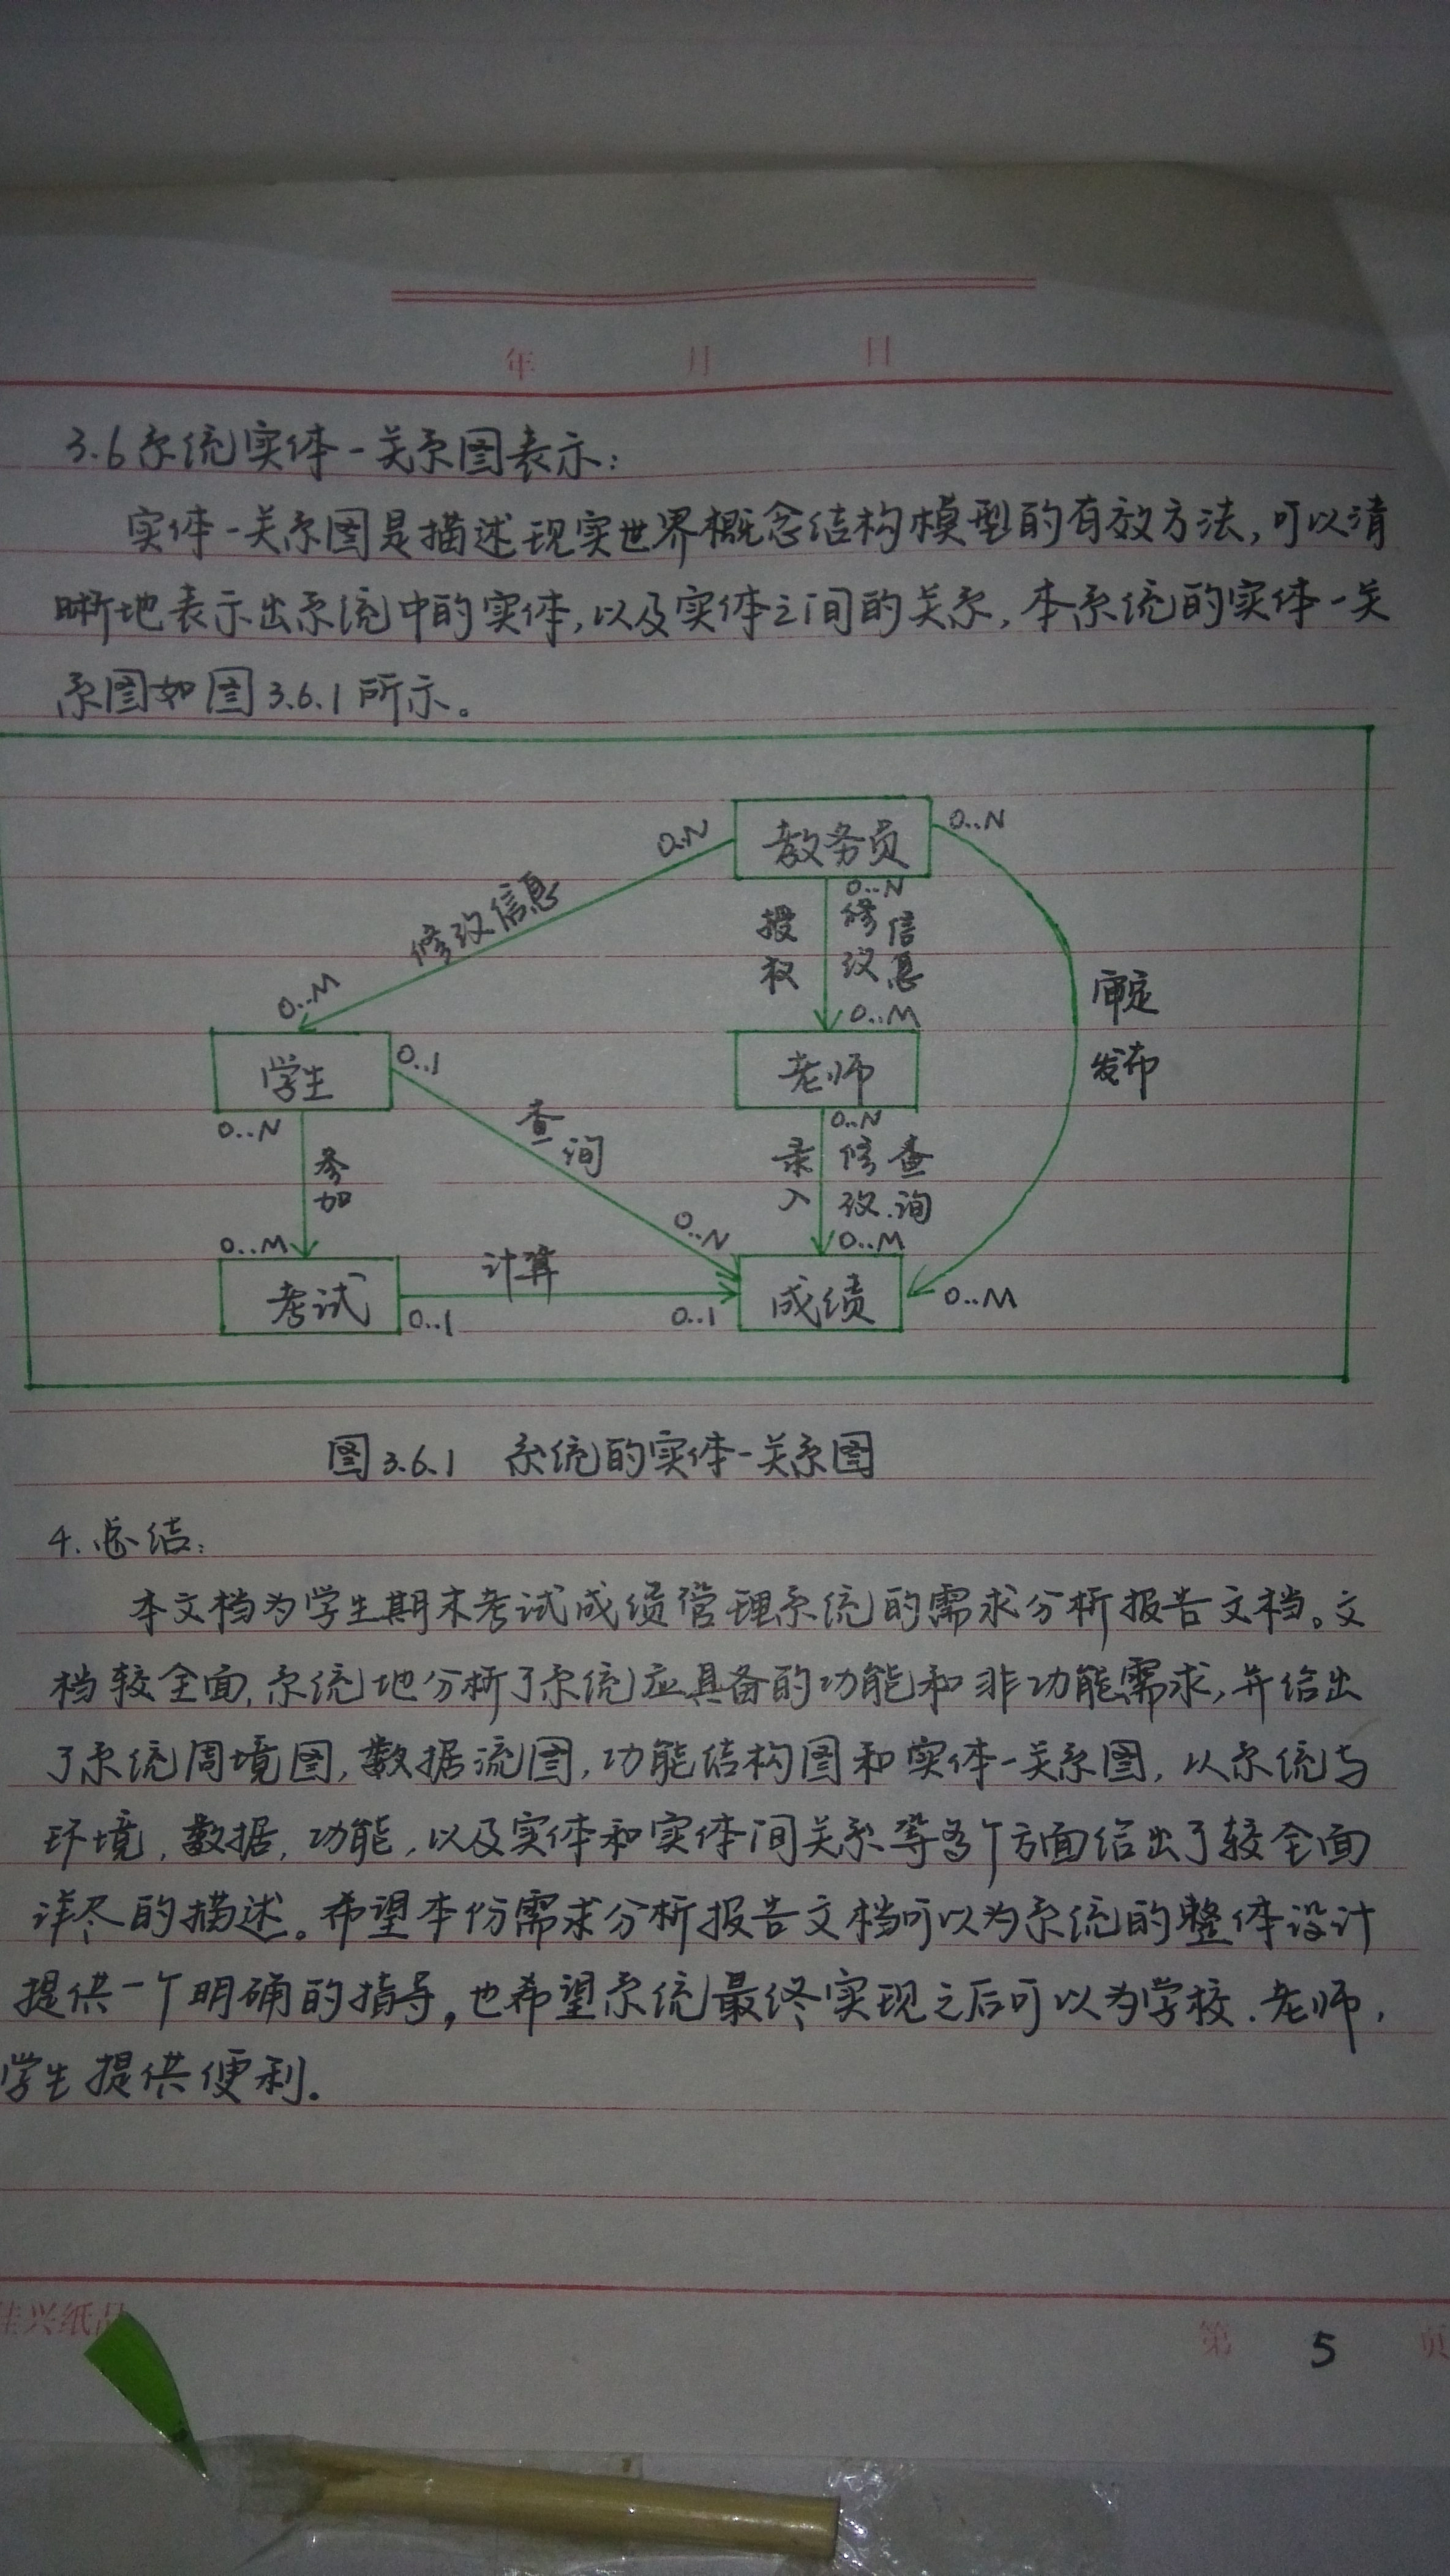 年 月 日
3.6 系统实体-关系图表示:
实体-关系图是描述现实世界概念结构模型的有效方法,可以清
晰地表示出系统中的实体,以及实体之间的关系,本系统的实体-关
系图如图3.6.1所示。
教务员
0..N
0..N
0..N
修改信息
授权
修改
信息
审定
发布
0..M
0..M
学生
0..1
老师
0..N
0..N
参加
查询
录入
修改.
查询
0..M
0..N
0..M
考试
计算
成绩
0..1
0..1
0..M
图3.6.1 系统的实体-关系图
4.总结:
本文档为学生期末考试成绩管理系统的需求分析报告文档。文
档较全面,系统地分析了系统应具备的功能和非功能需求,并给出
了系统周境图,数据流图,功能结构图和实体-关系图,以系统与
环境,数据,功能,以及实体和实体间关系等多个方面给出了较全面
详尽的描述。希望本份需求分析报告文档可以为系统的整体设计
提供一个明确的指导,也希望系统最终实现之后可以为学校.老师,
学生提供便利.
佳兴纸品
第 5 页